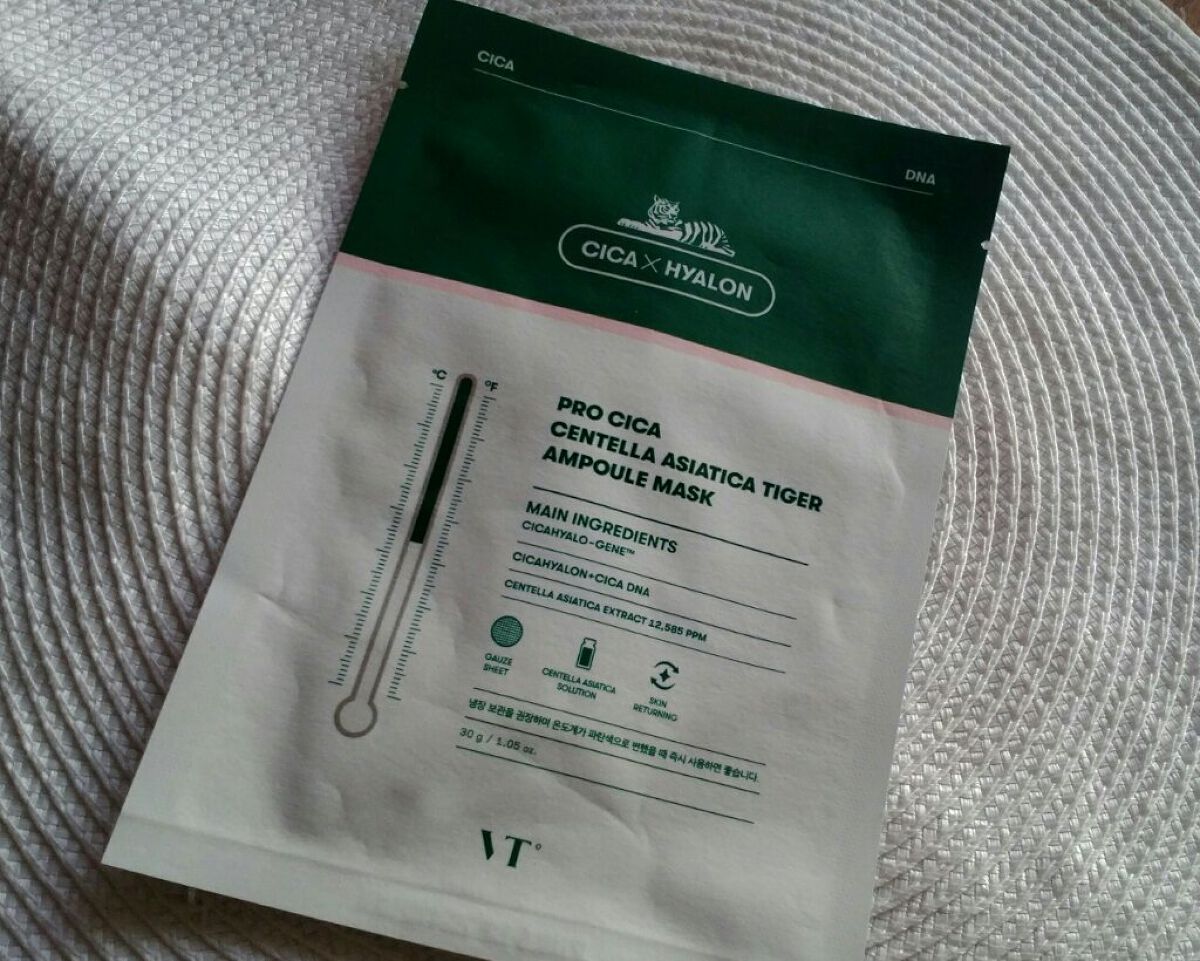 CICA
DNA
CICA × HYALON
°C
°F
PRO CICA
CENTELLA ASIATICA TIGER
AMPOULE MASK
MAIN INGREDIENTS
CICAHYALO-GENE™
CICAHYALON+CICA DNA
CENTELLA ASIATICA EXTRACT 12,585 PPM
GAUZE
SHEET
CENTELLA ASIATICA
SOLUTION
SKIN
RETURNING
냉장 보관을 권장하며 온도계가 파란색으로 변했을 때 즉시 사용하면 좋습니다.
30 g / 1.05 oz.
VT°